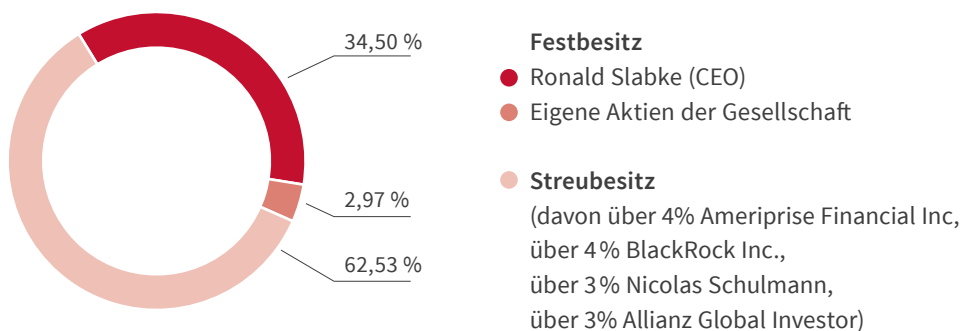 34,50 %
2,97 %
62,53 %
Festbesitz
Ronald Slabke (CEO)
Eigene Aktien der Gesellschaft
Streubesitz
(davon über 4% Ameriprise Financial Inc,
über 4 % BlackRock Inc.,
über 3 % Nicolas Schulmann,
über 3% Allianz Global Investor)